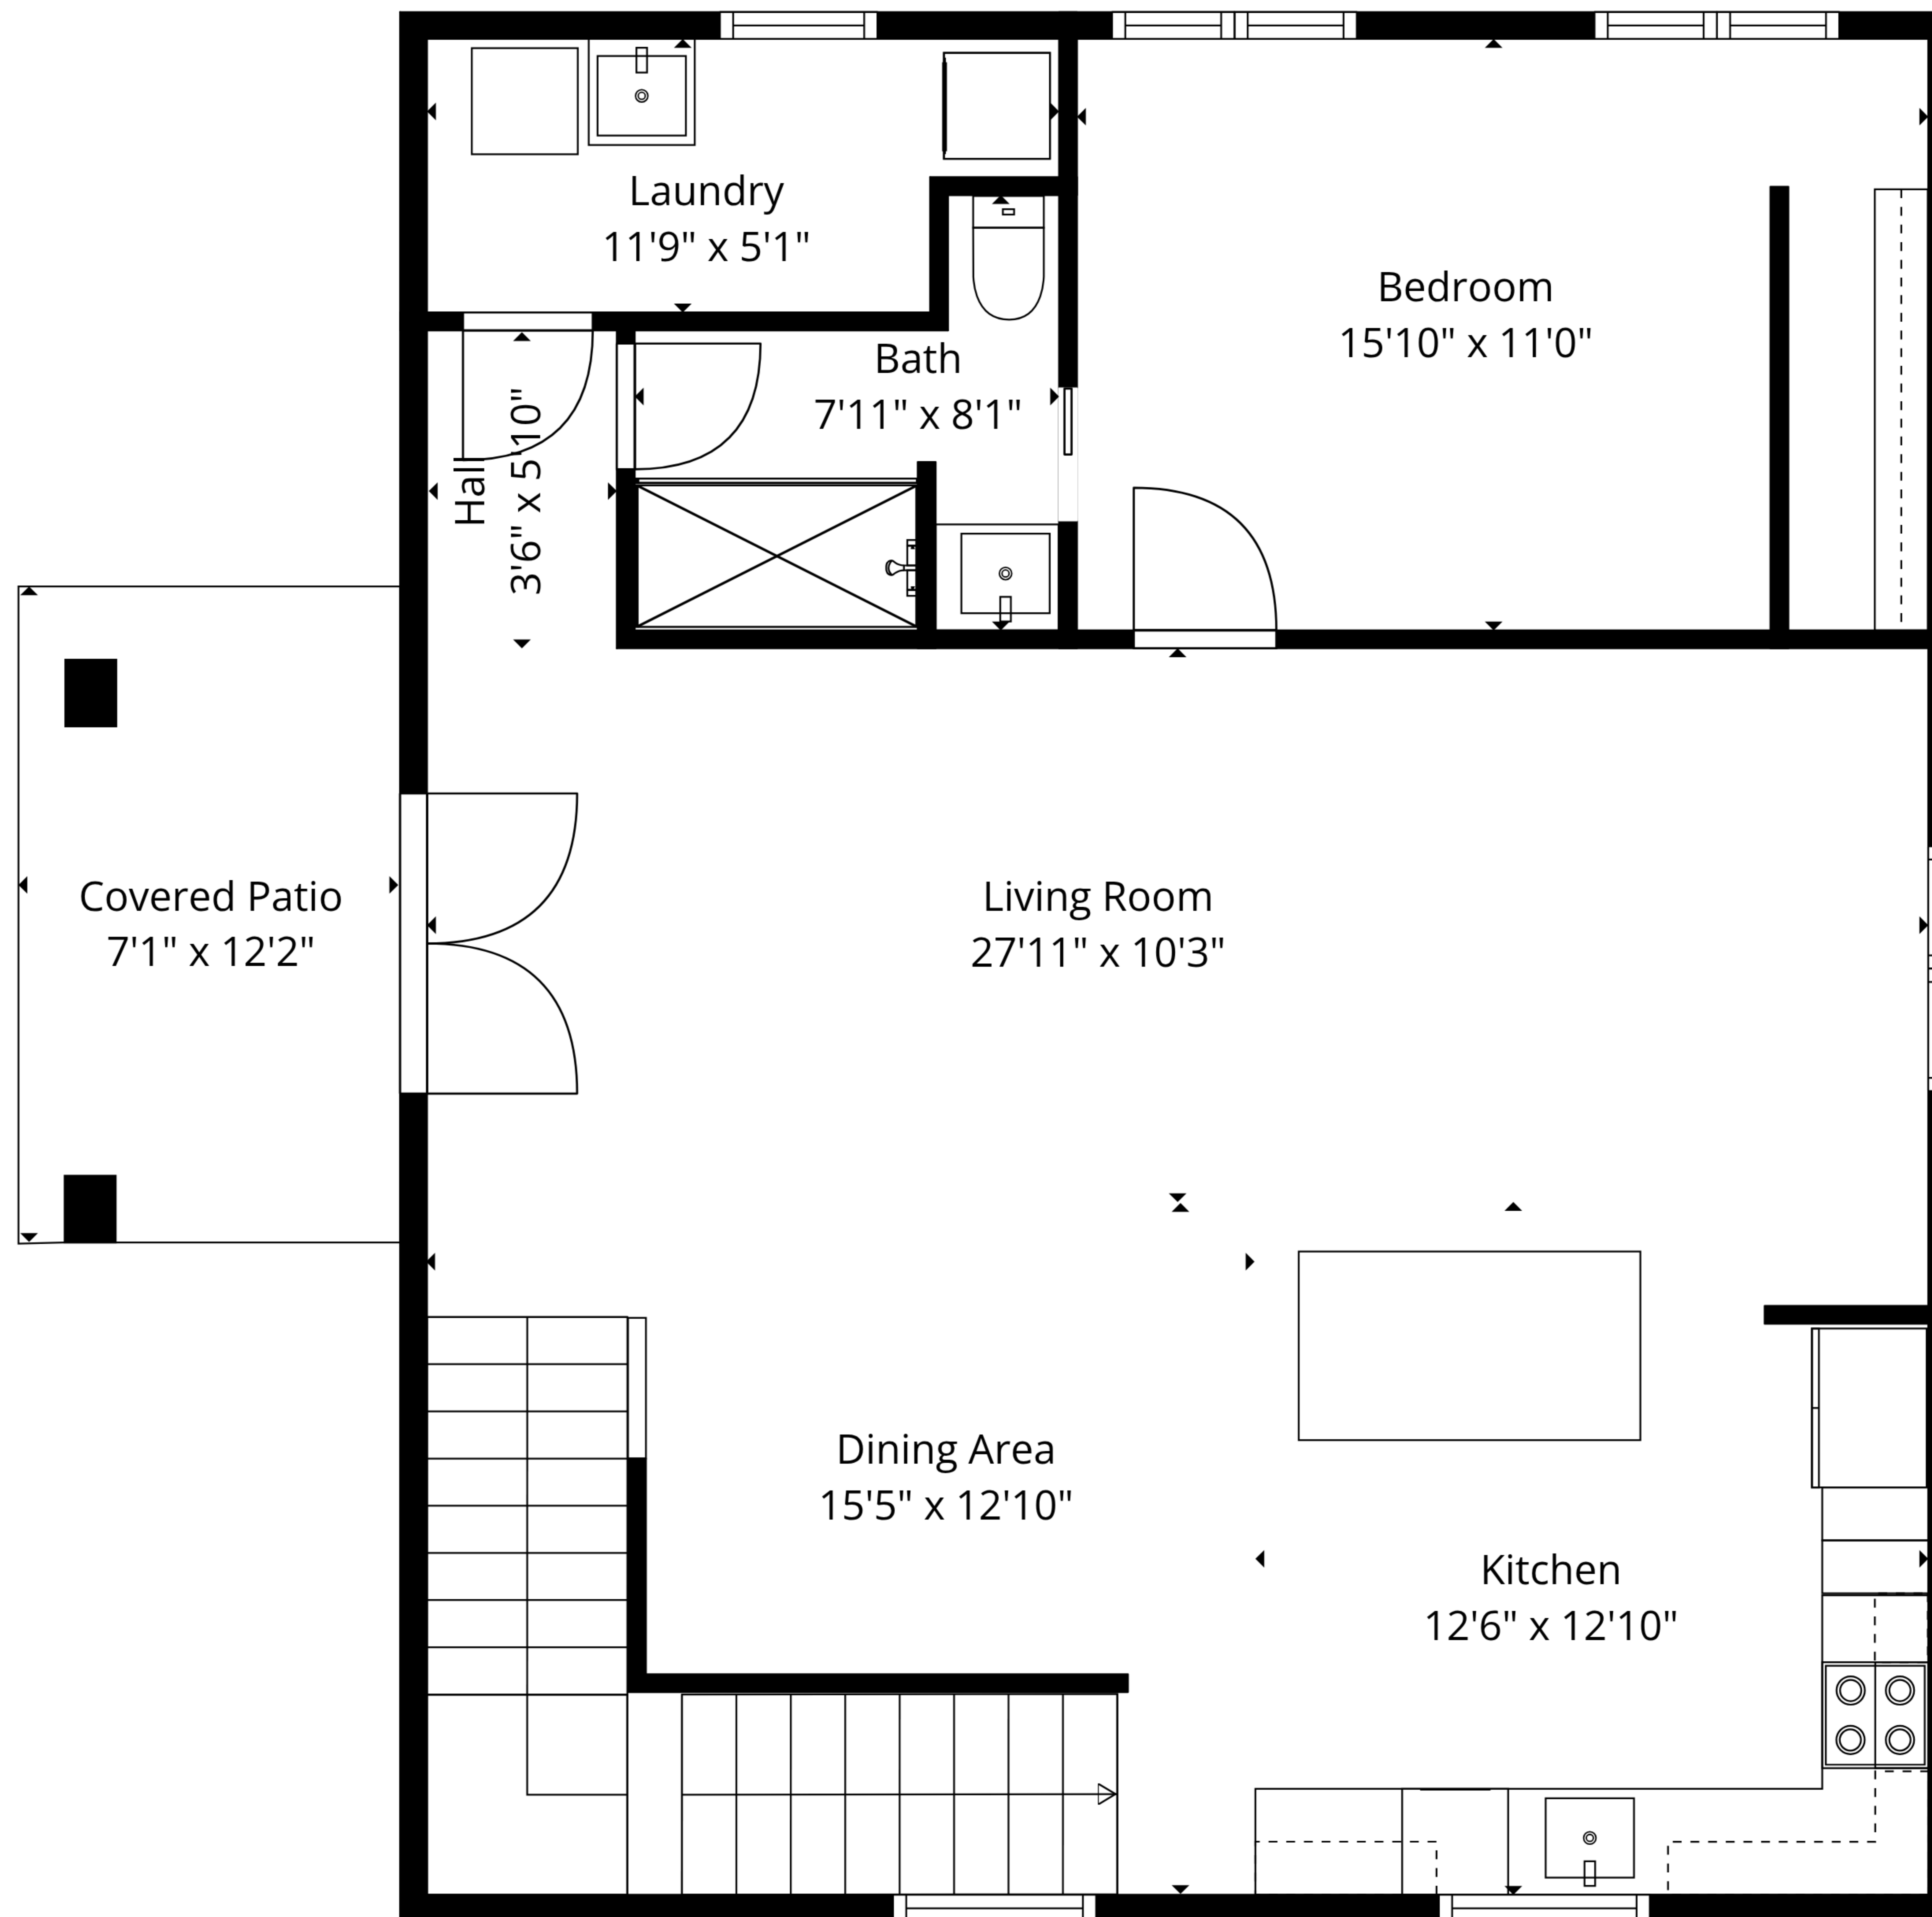 Laundry
11'9" x 5'1"
Bedroom
15'10" x 11'0"
Bath
7'11" x 8'1"
Hall
3'6" x 5'10"
Covered Patio
7'1" x 12'2"
Living Room
27'11" x 10'3"
Dining Area
15'5" x 12'10"
Kitchen
12'6" x 12'10"